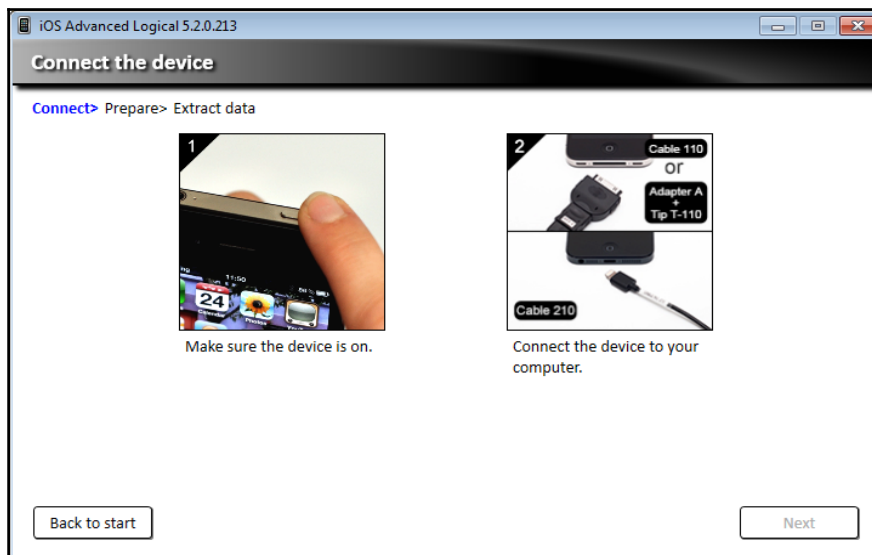 iOS Advanced Logical 5.2.0.213
Connect the device
Connect> Prepare> Extract data
1
11:50
24
Calendar
Photos
2
Cable 110
or
Adapter A
+
Tip T-110
Cable 210
Make sure the device is on.
Connect the device to your
computer.
Back to start
Next